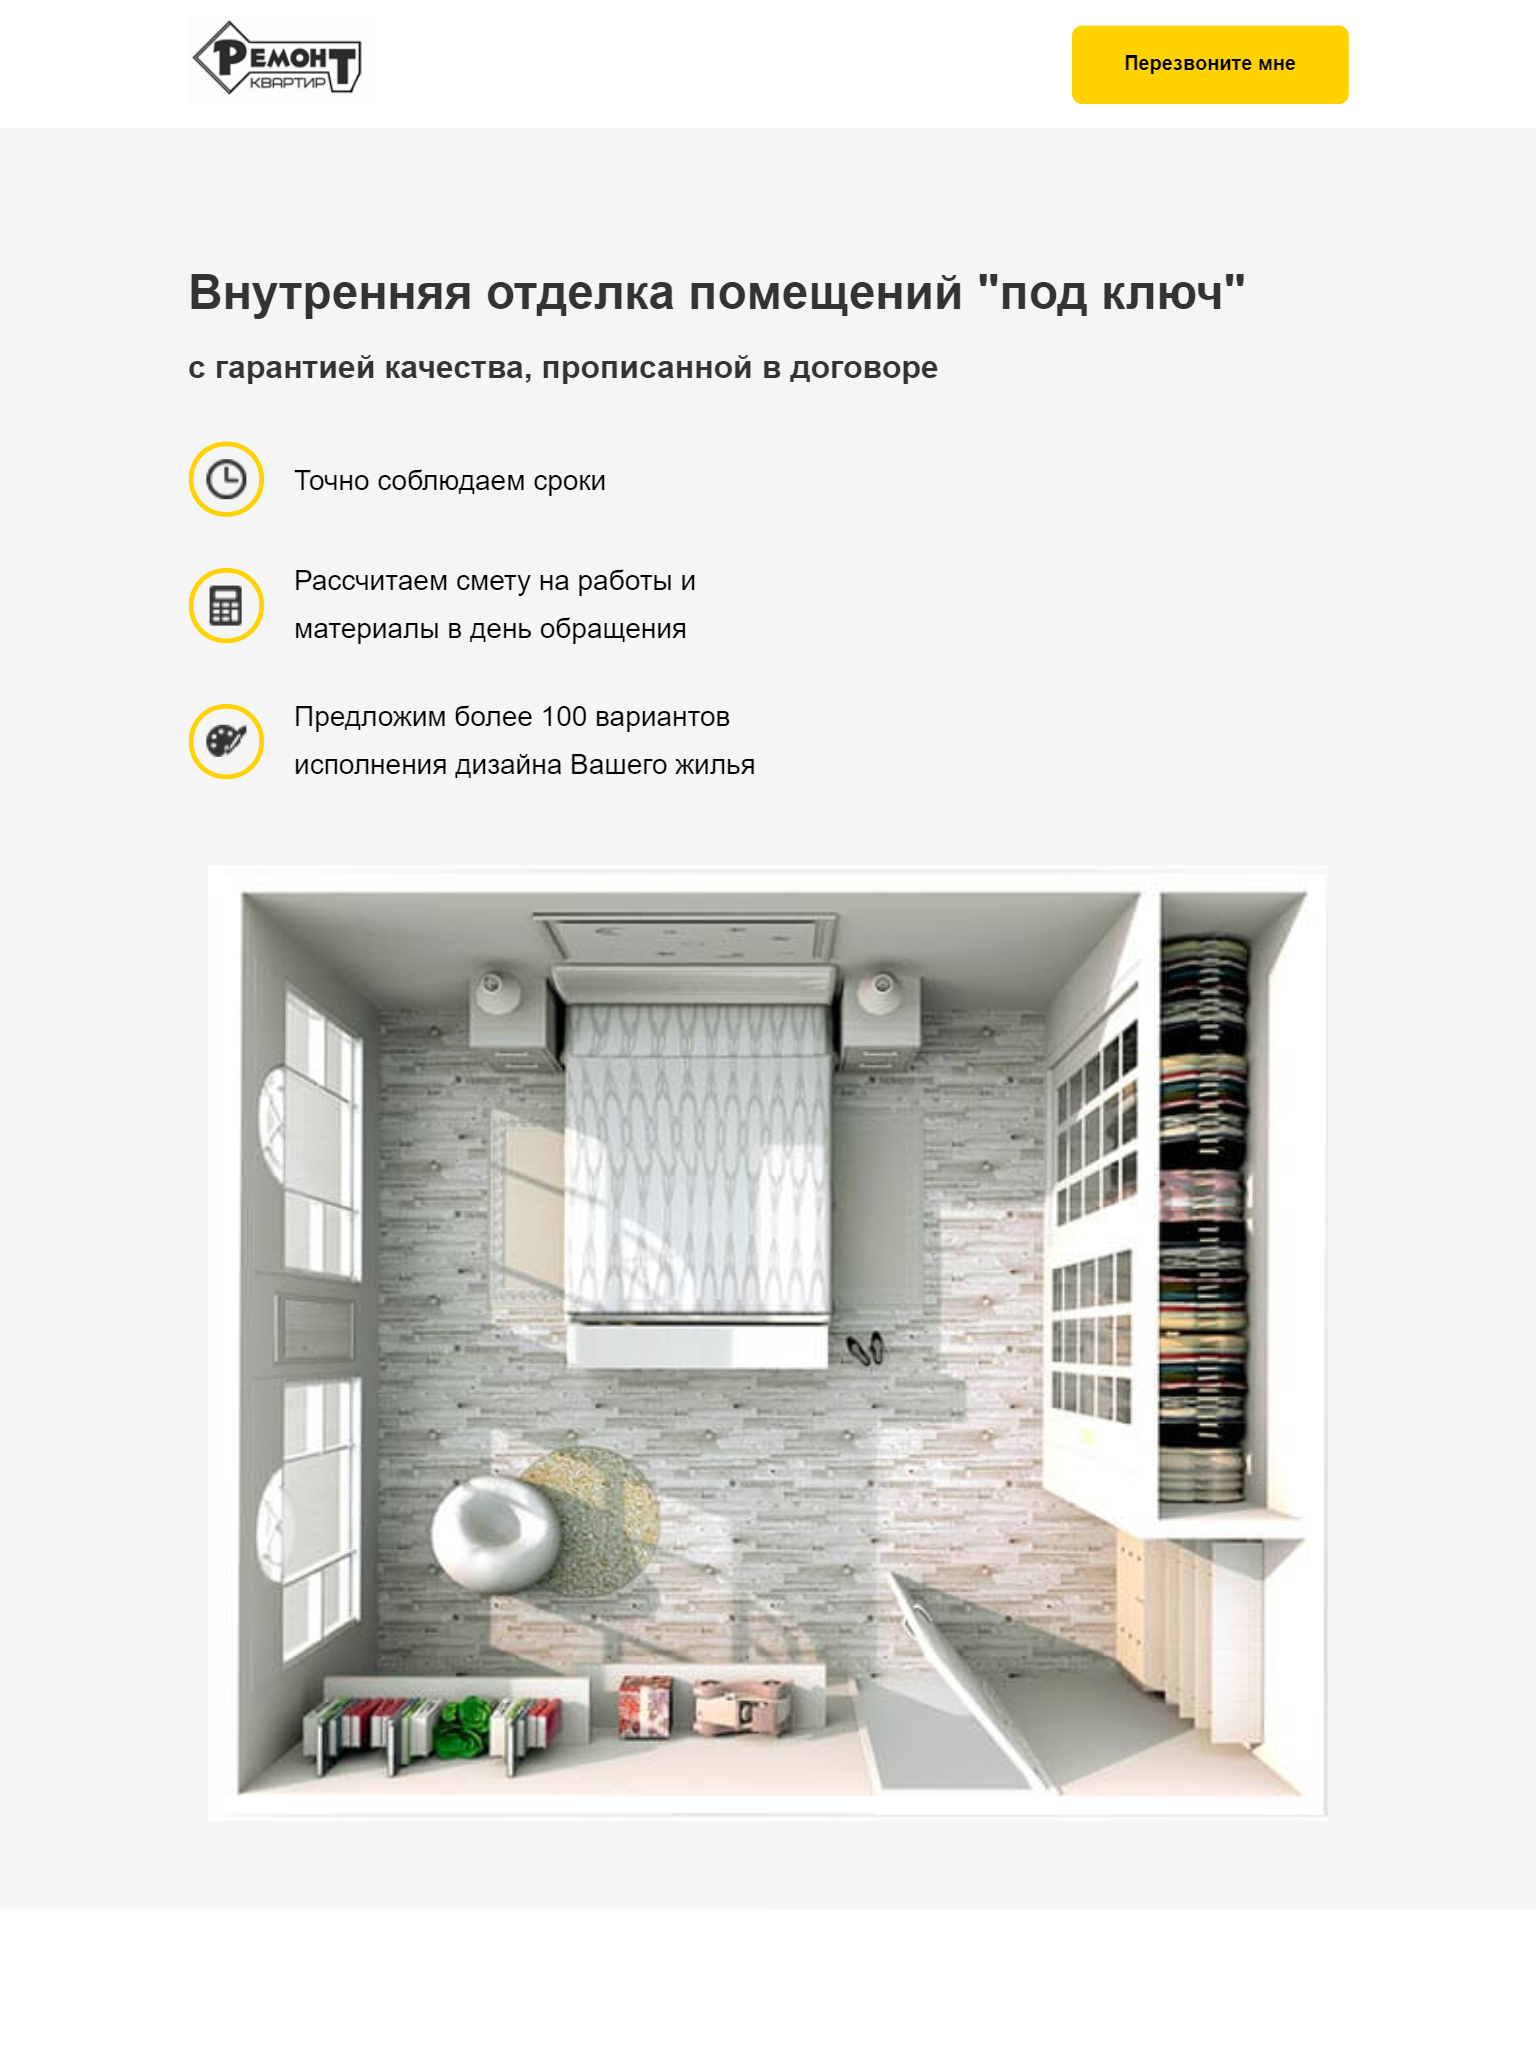 Ремонт
квартир
Перезвоните мне
Внутренняя отделка помещений "под ключ"
с гарантией качества, прописанной в договоре
Точно соблюдаем сроки
Рассчитаем смету на работы и
материалы в день обращения
Предложим более 100 вариантов
исполнения дизайна Вашего жилья